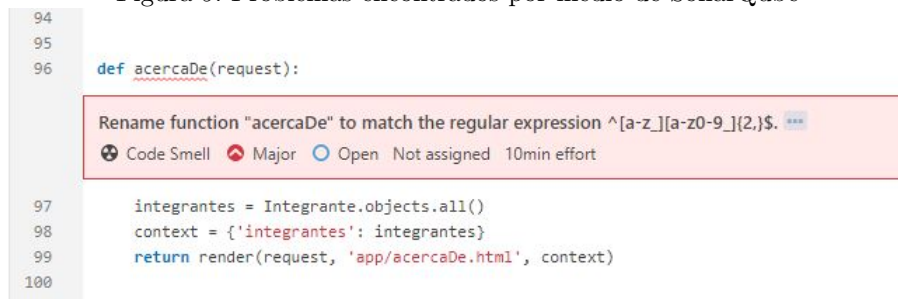 94
95
96 def acercaDe(request):
Rename function "acercaDe" to match the regular expression ^[a-z_][a-z0-9_]{2,}$. ...
Code Smell Major Open Not assigned 10min effort
97 integrantes = Integrante.objects.all()
98 context = {'integrantes': integrantes}
99 return render(request, 'app/acercaDe.html', context)
100